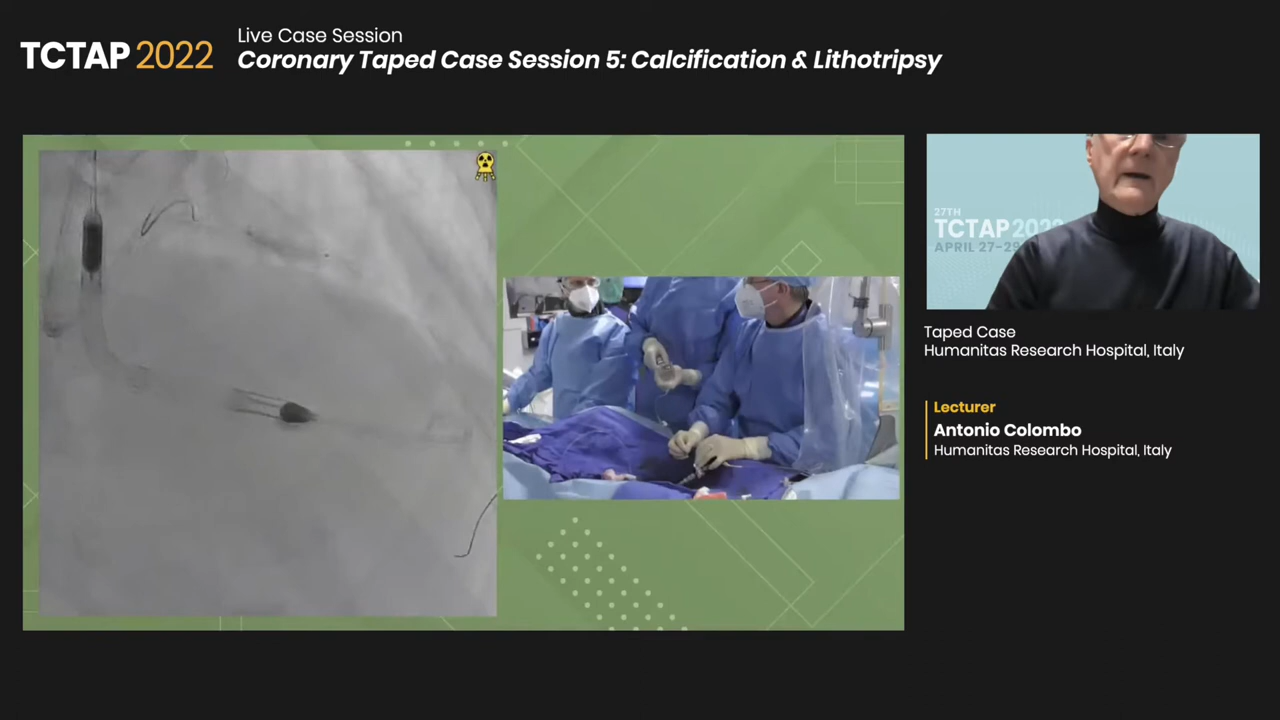 TCTAP 2022
Live Case Session
Coronary Taped Case Session 5: Calcification & Lithotripsy
27TH
TCTAP 2022
APRIL 27-29
Taped Case
Humanitas Research Hospital, Italy
Lecturer
Antonio Colombo
Humanitas Research Hospital, Italy